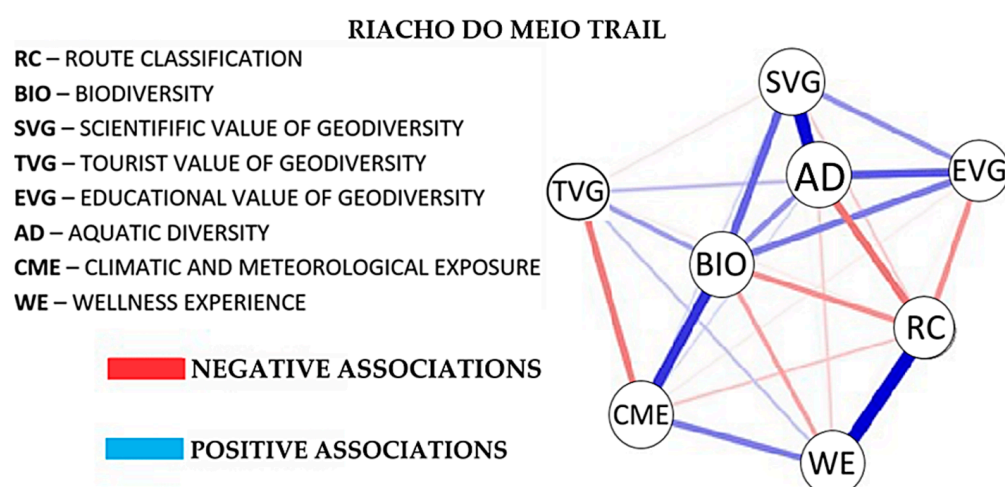 RIACHO DO MEIO TRAIL
RC – ROUTE CLASSIFICATION
BIO – BIODIVERSITY
SVG – SCIENTIFIFIC VALUE OF GEODIVERSITY
TVG – TOURIST VALUE OF GEODIVERSITY
EVG – EDUCATIONAL VALUE OF GEODIVERSITY
AD – AQUATIC DIVERSITY
CME – CLIMATIC AND METEOROLOGICAL EXPOSURE
WE – WELLNESS EXPERIENCE
NEGATIVE ASSOCIATIONS
POSITIVE ASSOCIATIONS
SVG
AD
EVG
TVG
BIO
RC
CME
WE